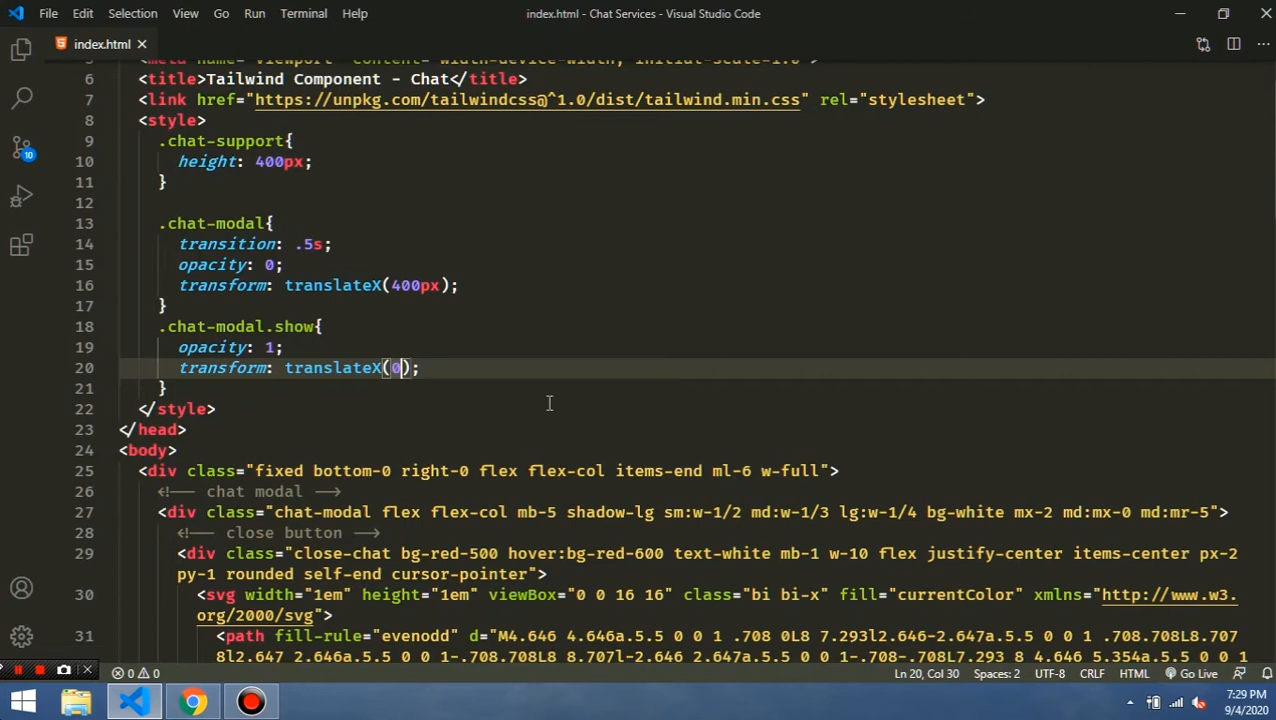 File Edit Selection View Go Run Terminal Help index.html - Chat Services - Visual Studio Code
index.html
5 <meta name="viewport" content="width=device-width, initial-scale=1.0">
6 <title>Tailwind Component - Chat</title>
7 <link href="https://unpkg.com/tailwindcss@^1.0/dist/tailwind.min.css" rel="stylesheet">
8 <style>
9 .chat-support{
10 height: 400px;
11 }
12
13 .chat-modal{
14 transition: .5s;
15 opacity: 0;
16 transform: translateX(400px);
17 }
18 .chat-modal.show{
19 opacity: 1;
20 transform: translateX(0);
21 }
22 </style>
23 </head>
24 <body>
25 <div class="fixed bottom-0 right-0 flex flex-col items-end ml-6 w-full">
26 <!-- chat modal -->
27 <div class="chat-modal flex flex-col mb-5 shadow-lg sm:w-1/2 md:w-1/3 lg:w-1/4 bg-white mx-2 md:mx-0 md:mr-5">
28 <!-- close button -->
29 <div class="close-chat bg-red-500 hover:bg-red-600 text-white mb-1 w-10 flex justify-center items-center px-2
py-1 rounded self-end cursor-pointer">
30 <svg width="1em" height="1em" viewBox="0 0 16 16" class="bi bi-x" fill="currentColor" xmlns="http://www.w3.
org/2000/svg">
31 <path fill-rule="evenodd" d="M4.646 4.646a.5.5 0 0 1 .708 0L8 7.293l2.646-2.647a.5.5 0 0 1 .708.708L8.707
8l2.647 2.646a.5.5 0 0 1-.708.708L8 8.707l-2.646 2.647a.5.5 0 0 1-.708-.708L7.293 8 4.646 5.354a.5.5 0 0 1
10
0 0 Ln 20, Col 30 Spaces: 2 UTF-8 CRLF HTML Go Live
7:29 PM
9/4/2020